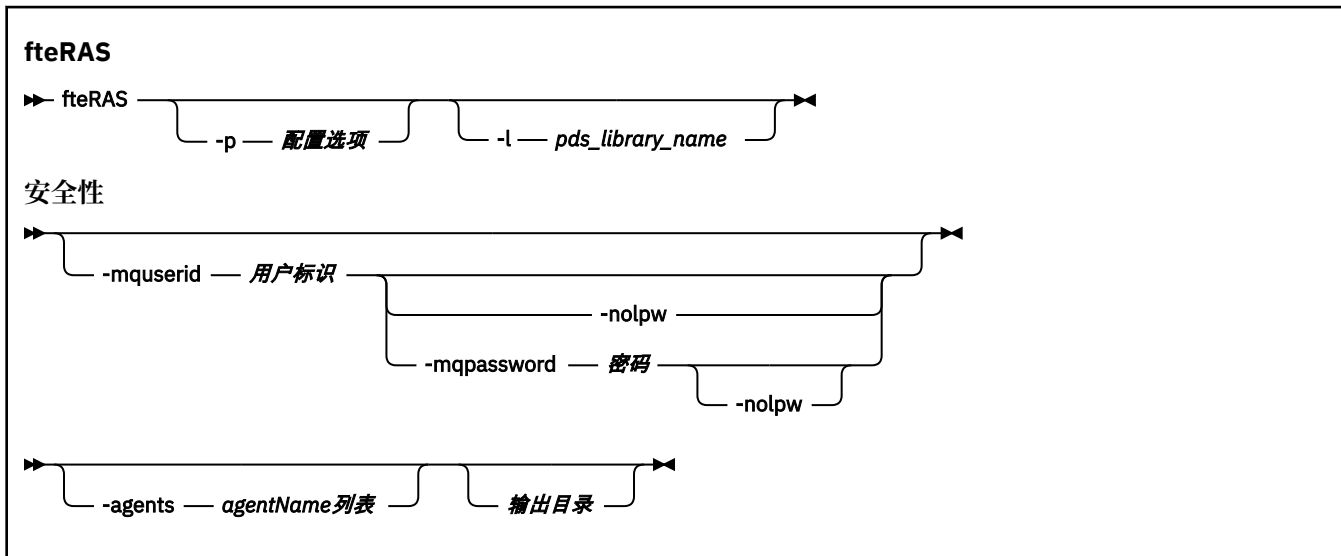 fteRAS
fteRAS
-p 配置选项 -l pds_library_name
安全性
-mquserid 用户标识
-nolpw
-mqpassword 密码
-nolpw
-agents agentName列表 输出目录